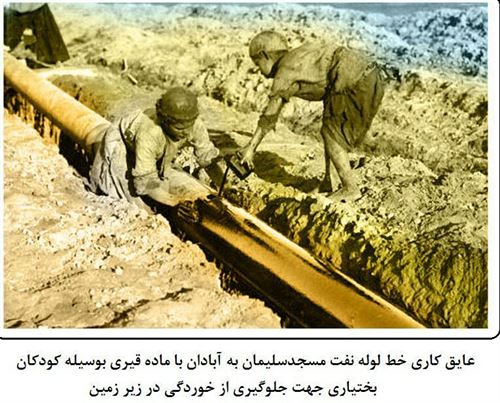 عایق کاری خط لوله نفت مسجدسلیمان به آبادان با ماده قیری بوسیله کودکان
بختیاری جهت جلوگیری از خوردگی در زیر زمین